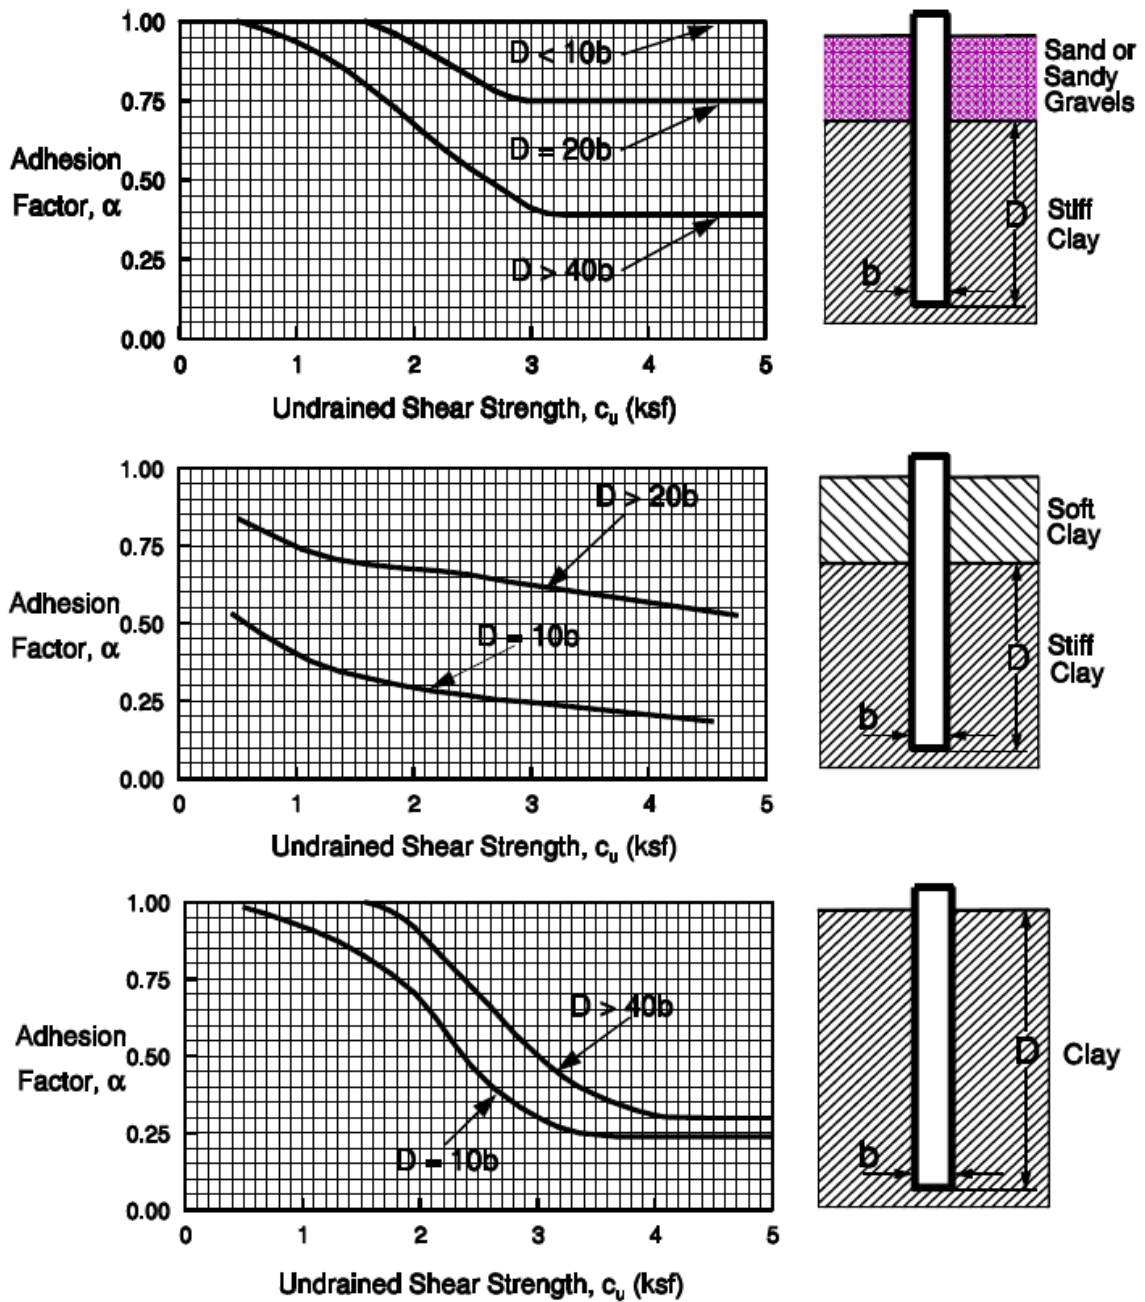 1.00
0.75
0.50
0.25
0.00
Adhesion
Factor, α
D < 10b
D = 20b
D > 40b
0 1 2 3 4 5
Undrained Shear Strength, cᵤ (ksf)
Sand or
Sandy
Gravels
D
Stiff
Clay
b
1.00
0.75
0.50
0.25
0.00
Adhesion
Factor, α
D > 20b
D = 10b
0 1 2 3 4 5
Undrained Shear Strength, cᵤ (ksf)
Soft
Clay
D
Stiff
Clay
b
1.00
0.75
0.50
0.25
0.00
Adhesion
Factor, α
D > 40b
D = 10b
0 1 2 3 4 5
Undrained Shear Strength, cᵤ (ksf)
D
Clay
b